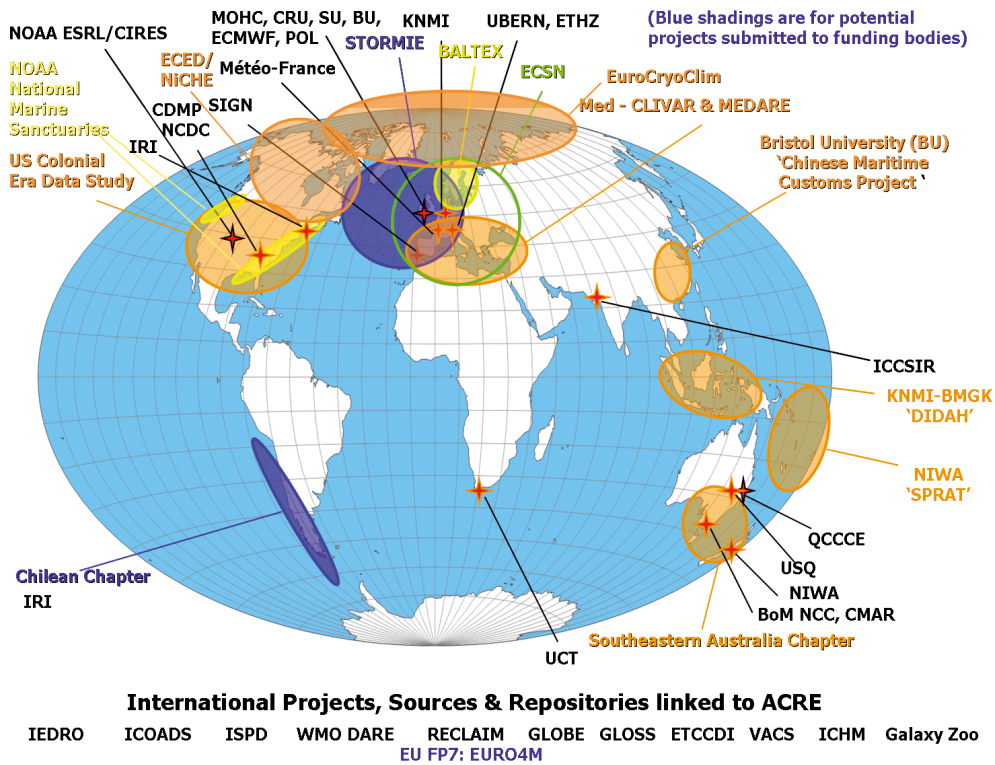 NOAA ESRL/CIRES
MOHC, CRU, SU, BU,
ECMWF, POL
KNMI
UBERN, ETHZ
(Blue shadings are for potential
projects submitted to funding bodies)
STORMIE
BALTEX
ECSN
ECED/
NiCHE
Météo-France
EuroCryoClim
NOAA
National
Marine
Sanctuaries
CDMP
NCDC
SIGN
Med - CLIVAR & MEDARE
IRI
Bristol University (BU)
‘Chinese Maritime
Customs Project ‘
US Colonial
Era Data Study
ICCSIR
KNMI-BMGK
‘DIDAH’
NIWA
‘SPRAT’
QCCCE
USQ
NIWA
BoM NCC, CMAR
Chilean Chapter
IRI
Southeastern Australia Chapter
UCT
International Projects, Sources & Repositories linked to ACRE
IEDRO ICOADS ISPD WMO DARE RECLAIM GLOBE GLOSS ETCCDI VACS ICHM Galaxy Zoo
EU FP7: EURO4M